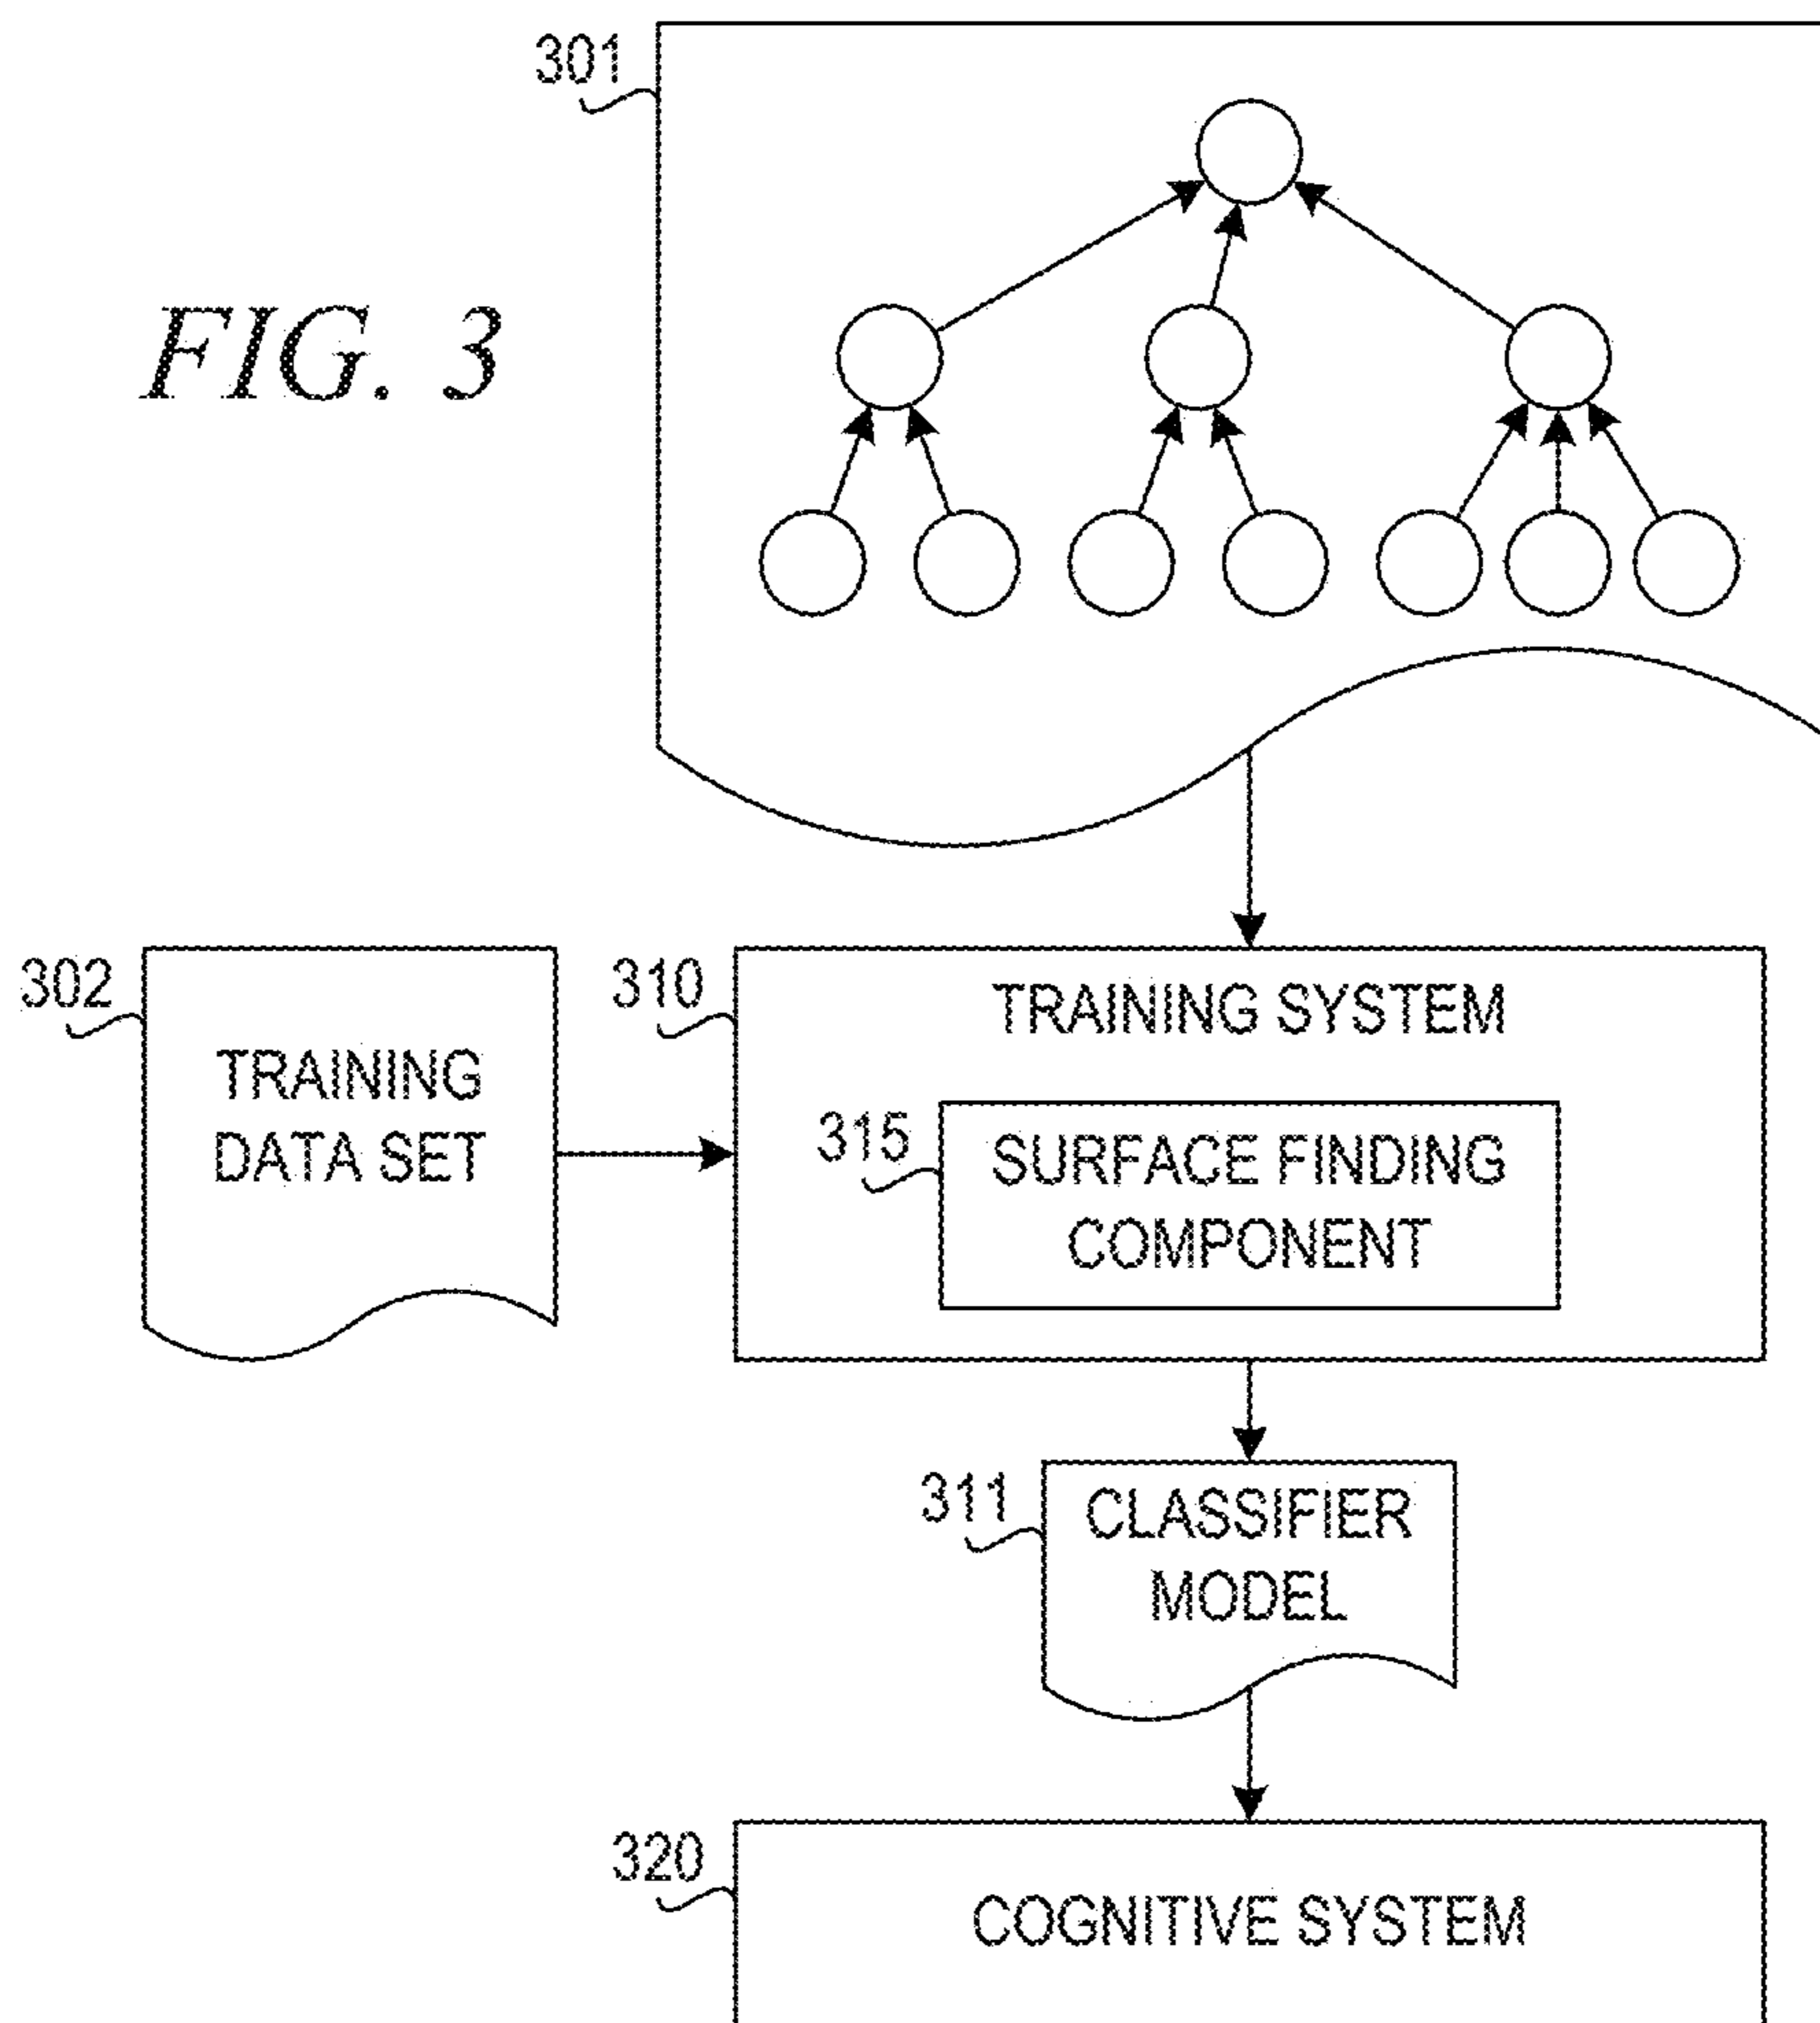 301
FIG. 3
302
310
TRAINING SYSTEM
TRAINING
DATA SET
315
SURFACE FINDING
COMPONENT
311
CLASSIFIER
MODEL
320
COGNITIVE SYSTEM